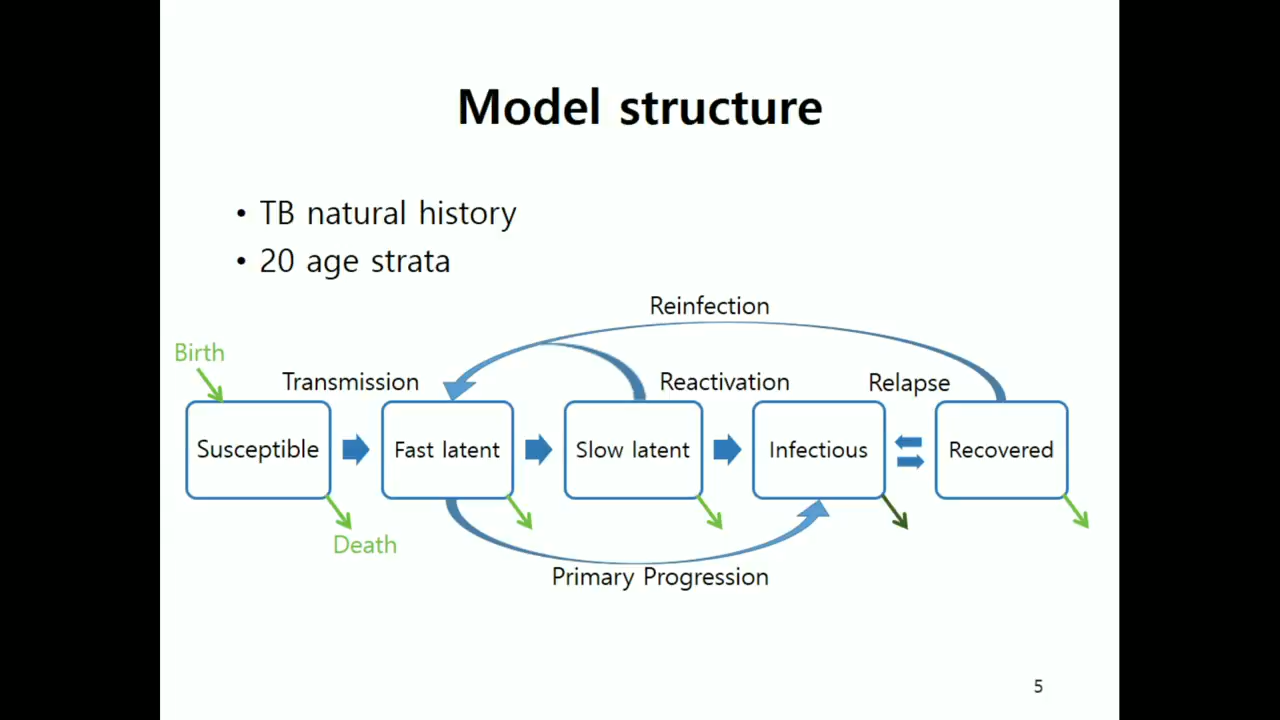 Model structure
• TB natural history
• 20 age strata
Reinfection
Birth
Transmission
Reactivation
Relapse
Susceptible
Fast latent
Slow latent
Infectious
Recovered
Death
Primary Progression
5